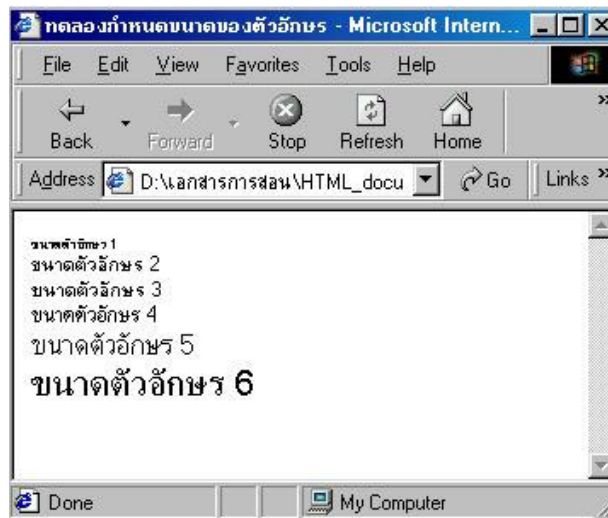 ทดลองกำหนดขนาดของตัวอักษร - Microsoft Intern...
File Edit View Favorites Tools Help
Back Forward Stop Refresh Home
Address D:\เอกสารการสอน\HTML_docu Go Links
ขนาดตัวอักษร 1
ขนาดตัวอักษร 2
ขนาดตัวอักษร 3
ขนาดตัวอักษร 4
ขนาดตัวอักษร 5
ขนาดตัวอักษร 6
Done My Computer